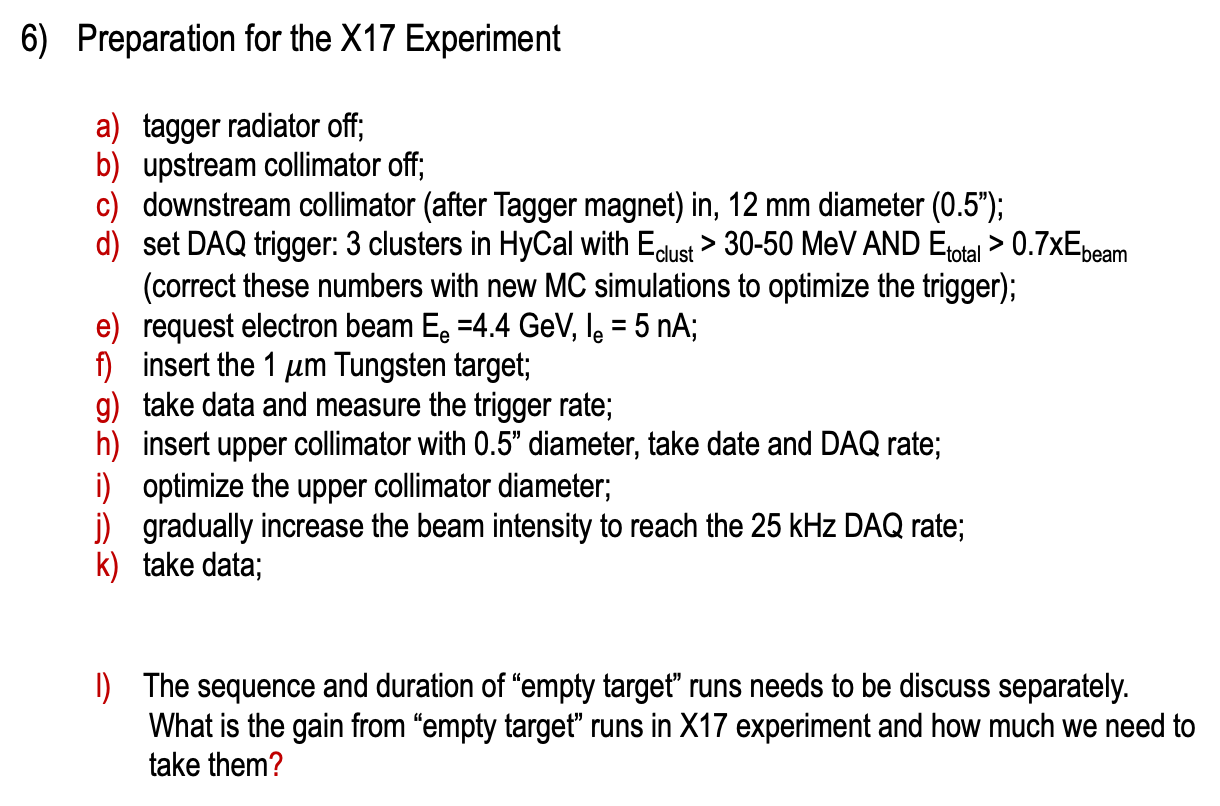 6) Preparation for the X17 Experiment
a) tagger radiator off;
b) upstream collimator off;
c) downstream collimator (after Tagger magnet) in, 12 mm diameter (0.5”);
d) set DAQ trigger: 3 clusters in HyCal with Eclust > 30-50 MeV AND Etotal > 0.7xEbeam
(correct these numbers with new MC simulations to optimize the trigger);
e) request electron beam Ee =4.4 GeV, Ie = 5 nA;
f) insert the 1 μm Tungsten target;
g) take data and measure the trigger rate;
h) insert upper collimator with 0.5” diameter, take date and DAQ rate;
i) optimize the upper collimator diameter;
j) gradually increase the beam intensity to reach the 25 kHz DAQ rate;
k) take data;
l) The sequence and duration of “empty target” runs needs to be discuss separately.
What is the gain from “empty target” runs in X17 experiment and how much we need to
take them?